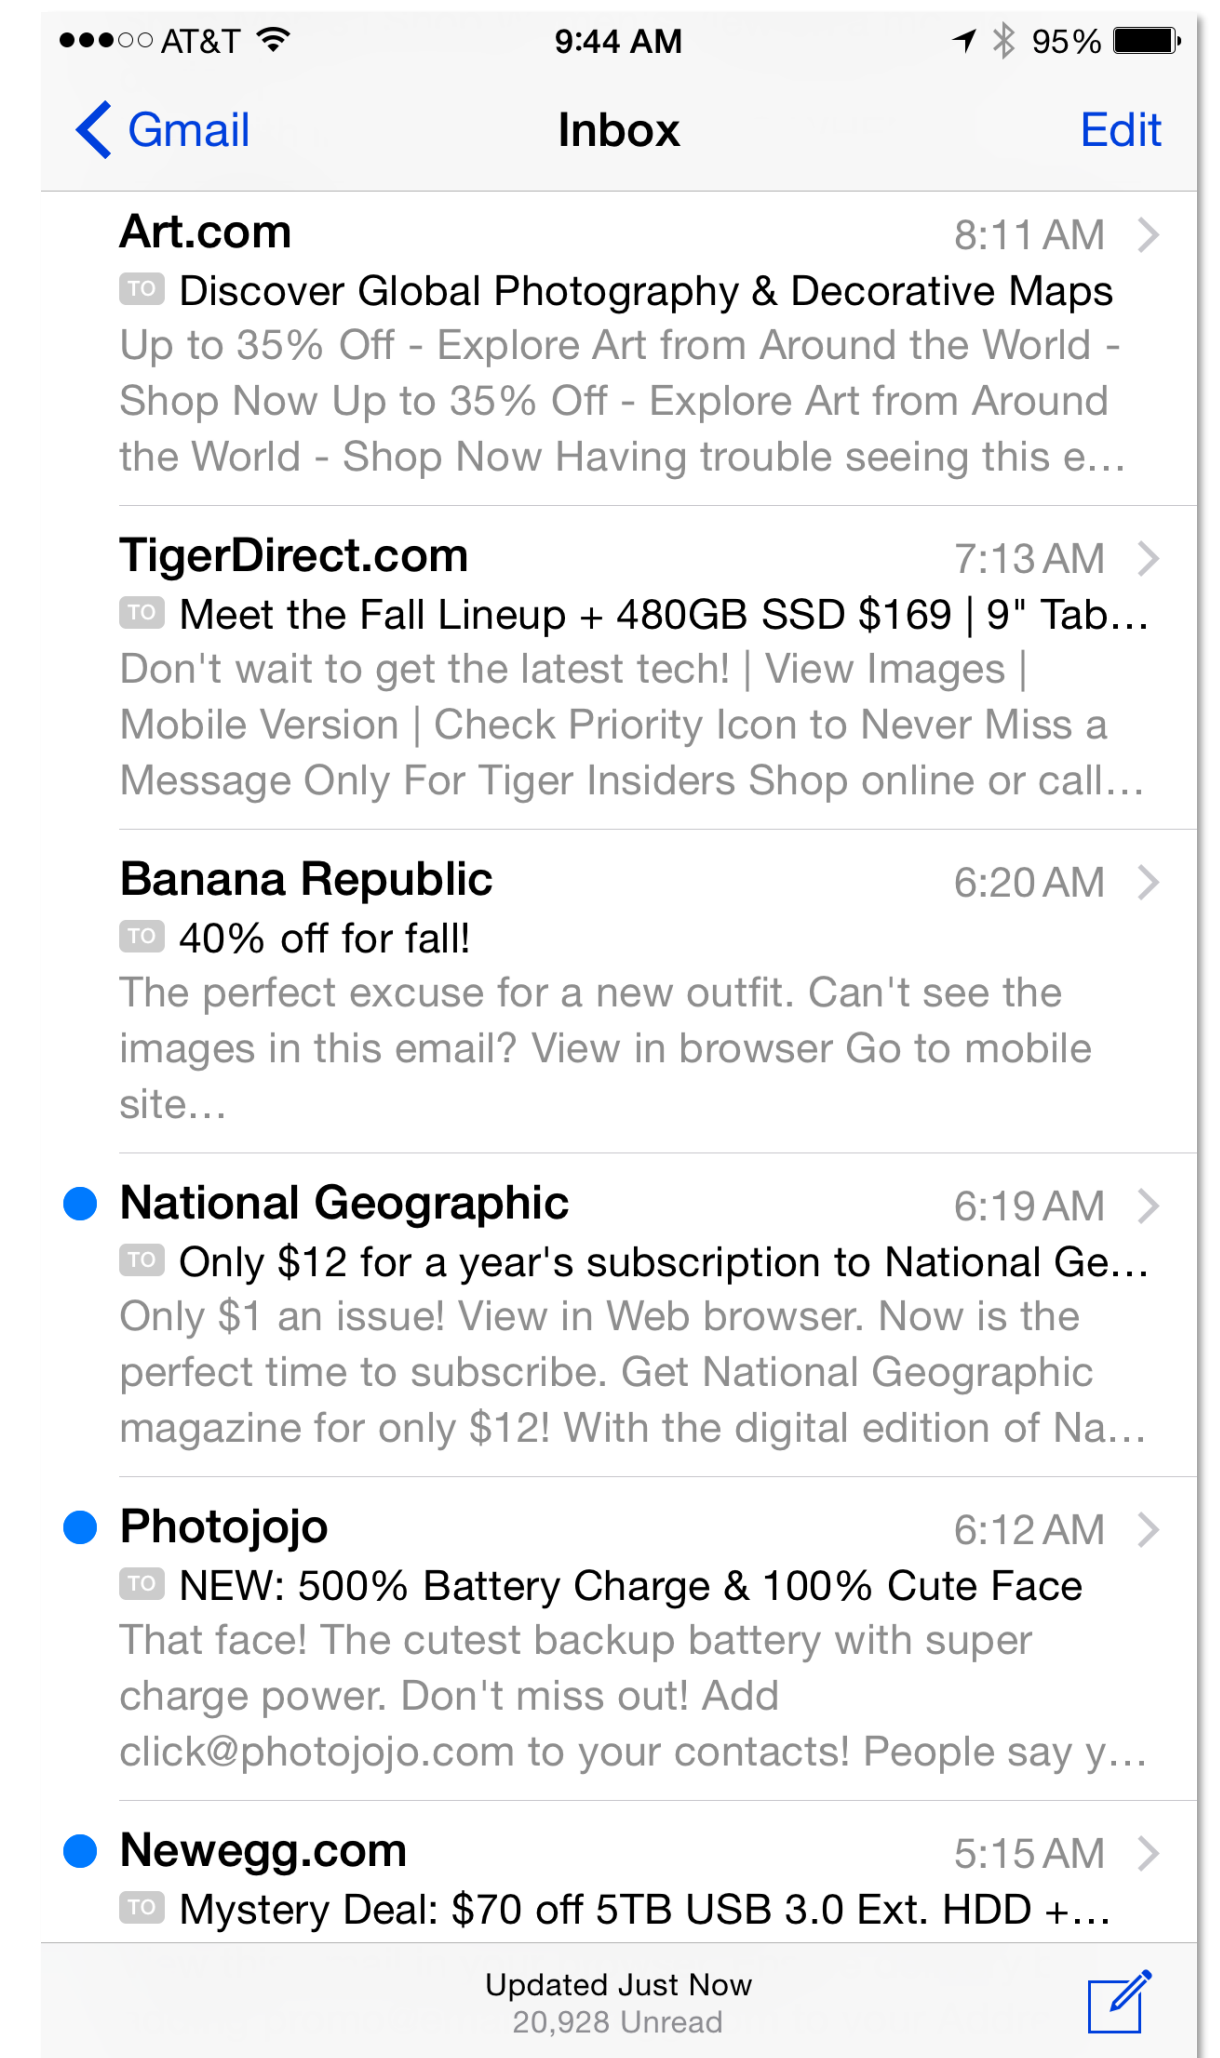 AT&T 9:44 AM 95%
Gmail Inbox Edit
Art.com 8:11 AM
TO Discover Global Photography & Decorative Maps
Up to 35% Off - Explore Art from Around the World -
Shop Now Up to 35% Off - Explore Art from Around
the World - Shop Now Having trouble seeing this e...
TigerDirect.com 7:13 AM
TO Meet the Fall Lineup + 480GB SSD $169 | 9" Tab...
Don't wait to get the latest tech! | View Images |
Mobile Version | Check Priority Icon to Never Miss a
Message Only For Tiger Insiders Shop online or call...
Banana Republic 6:20 AM
TO 40% off for fall!
The perfect excuse for a new outfit. Can't see the
images in this email? View in browser Go to mobile
site...
National Geographic 6:19 AM
TO Only $12 for a year's subscription to National Ge...
Only $1 an issue! View in Web browser. Now is the
perfect time to subscribe. Get National Geographic
magazine for only $12! With the digital edition of Na...
Photojojo 6:12 AM
TO NEW: 500% Battery Charge & 100% Cute Face
That face! The cutest backup battery with super
charge power. Don't miss out! Add
click@photojojo.com to your contacts! People say y...
Newegg.com 5:15 AM
TO Mystery Deal: $70 off 5TB USB 3.0 Ext. HDD +...
Updated Just Now
20,928 Unread